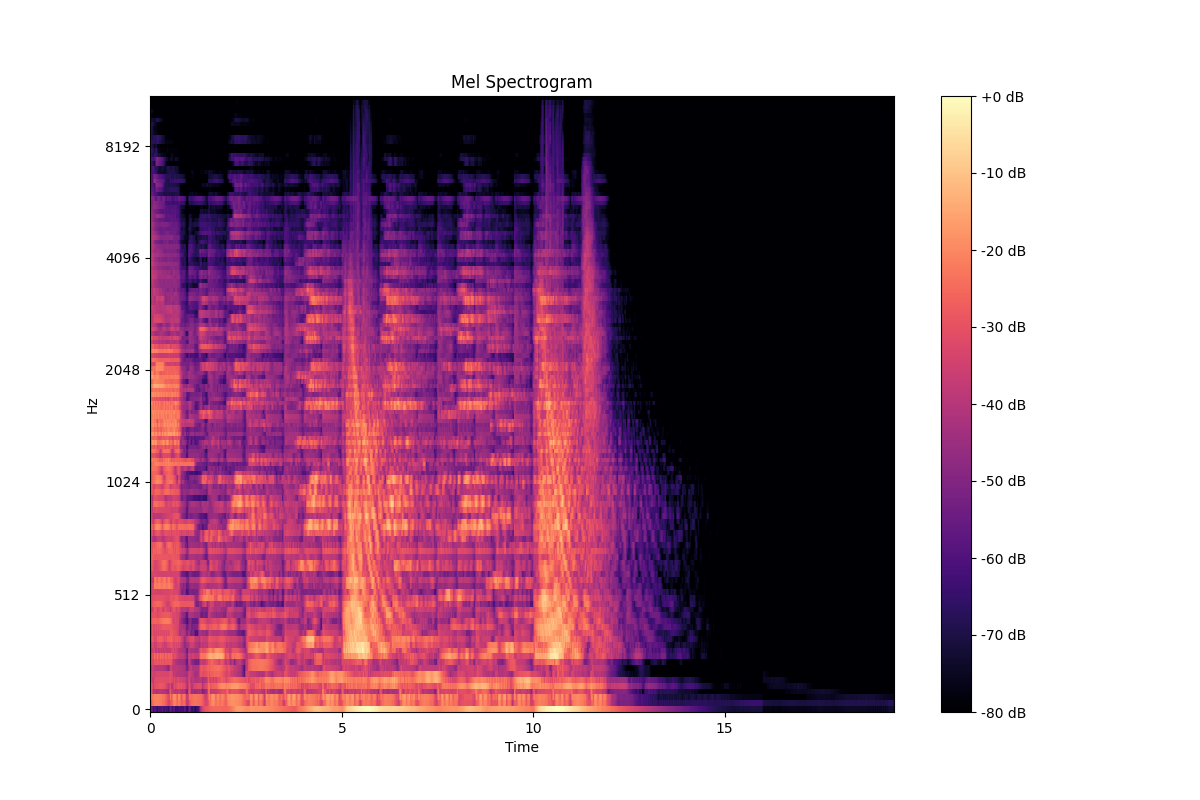 Mel Spectrogram
+0 dB
8192
-10 dB
-20 dB
4096
-30 dB
2048
Hz
-40 dB
1024
-50 dB
-60 dB
512
-70 dB
0
-80 dB
0 5 10 15
Time